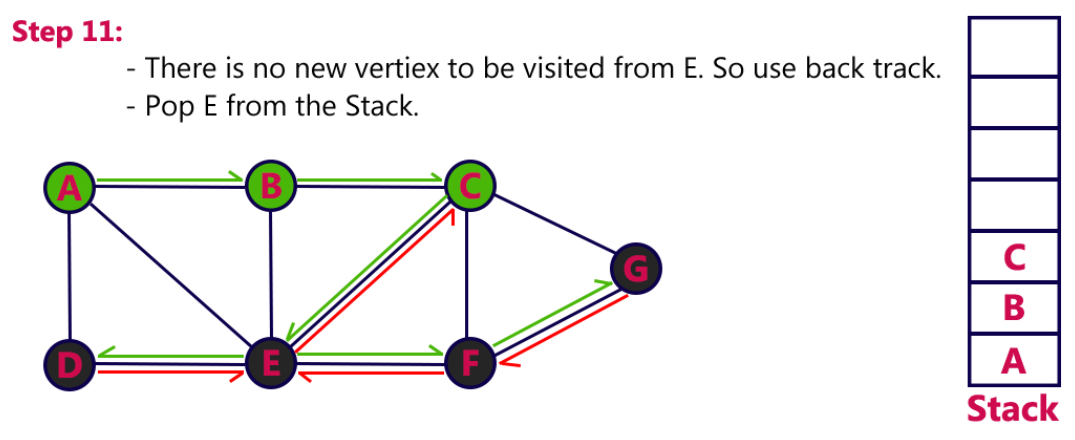 Step 11:
- There is no new vertiex to be visited from E. So use back track.
- Pop E from the Stack.
A B C
G
D E F
C
B
A
Stack